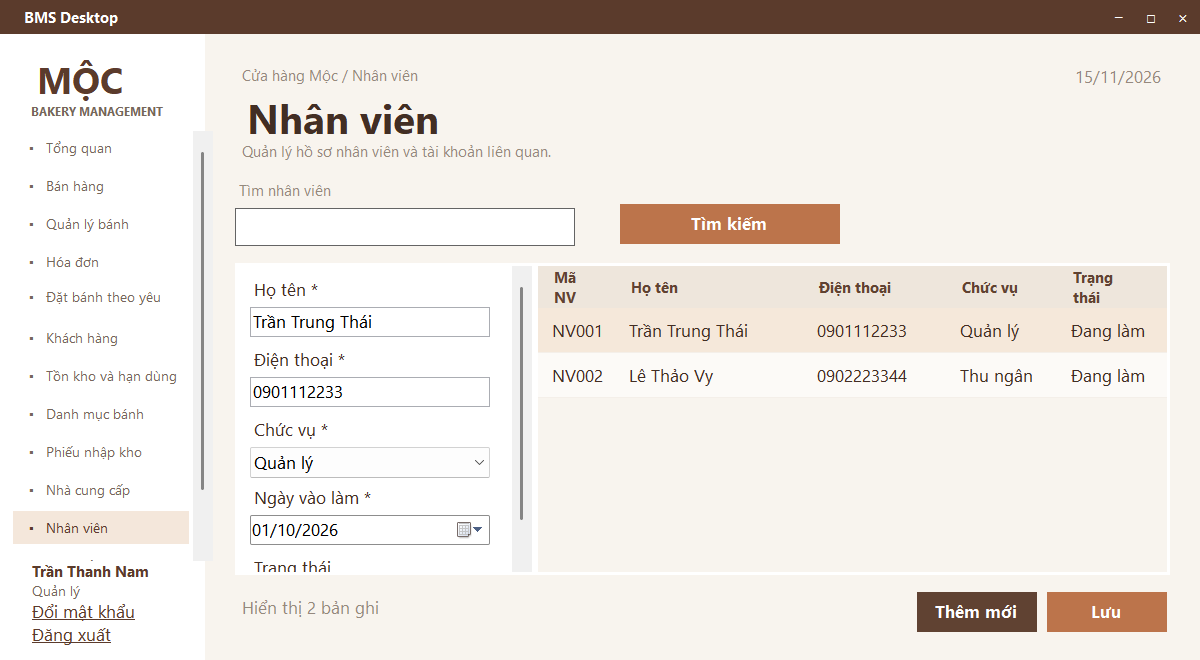 BMS Desktop
MỘC
BAKERY MANAGEMENT
Tổng quan
Bán hàng
Quản lý bánh
Hóa đơn
Đặt bánh theo yêu
Khách hàng
Tồn kho và hạn dùng
Danh mục bánh
Phiếu nhập kho
Nhà cung cấp
Nhân viên
Trần Thanh Nam
Quản lý
Đổi mật khẩu
Đăng xuất
Cửa hàng Mộc / Nhân viên
15/11/2026
Nhân viên
Quản lý hồ sơ nhân viên và tài khoản liên quan.
Tìm nhân viên
Tìm kiếm
Họ tên *
Trần Trung Thái
Điện thoại *
0901112233
Chức vụ *
Quản lý
Ngày vào làm *
01/10/2026
Trạng thái
Mã NV Họ tên Điện thoại Chức vụ Trạng thái
NV001 Trần Trung Thái 0901112233 Quản lý Đang làm
NV002 Lê Thảo Vy 0902223344 Thu ngân Đang làm
Hiển thị 2 bản ghi
Thêm mới
Lưu